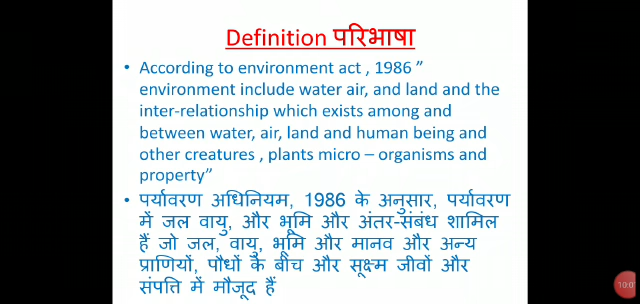 Definition परिभाषा
• According to environment act , 1986 ”
environment include water air, and land and the
inter-relationship which exists among and
between water, air, land and human being and
other creatures , plants micro – organisms and
property”
• पर्यावरण अधिनियम, 1986 के अनुसार, पर्यावरण
में जल वायु, और भूमि और अंतर-संबंध शामिल
हैं जो जल, वायु, भूमि और मानव और अन्य
प्राणियों, पौधों के बीच और सूक्ष्म जीवों और
संपत्ति में मौजूद हैं